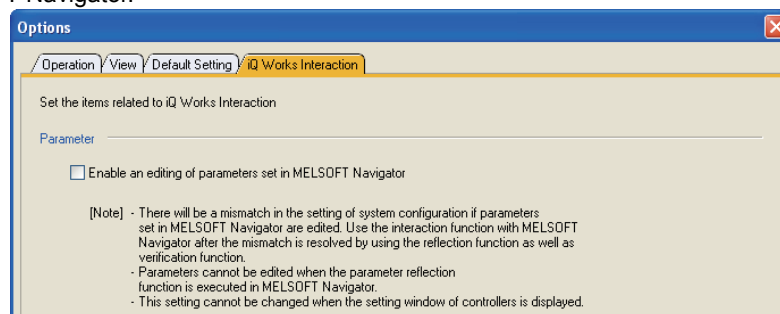 Navigator.
Options
Operation View Default Setting iQ Works Interaction
Set the items related to iQ Works Interaction
Parameter
Enable an editing of parameters set in MELSOFT Navigator
[Note] - There will be a mismatch in the setting of system configuration if parameters
set in MELSOFT Navigator are edited. Use the interaction function with MELSOFT
Navigator after the mismatch is resolved by using the reflection function as well as
verification function.
- Parameters cannot be edited when the parameter reflection
function is executed in MELSOFT Navigator.
- This setting cannot be changed when the setting window of controllers is displayed.